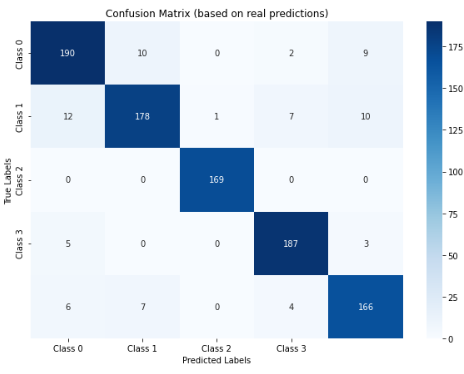 Confusion Matrix (based on real predictions)
Class 0
190 10 0 2 9
Class 1
12 178 1 7 10
Class 2
0 0 169 0 0
Class 3
5 0 0 187 3
6 7 0 4 166
True Labels
Class 0 Class 1 Class 2 Class 3
Predicted Labels
175
150
125
100
75
50
25
0